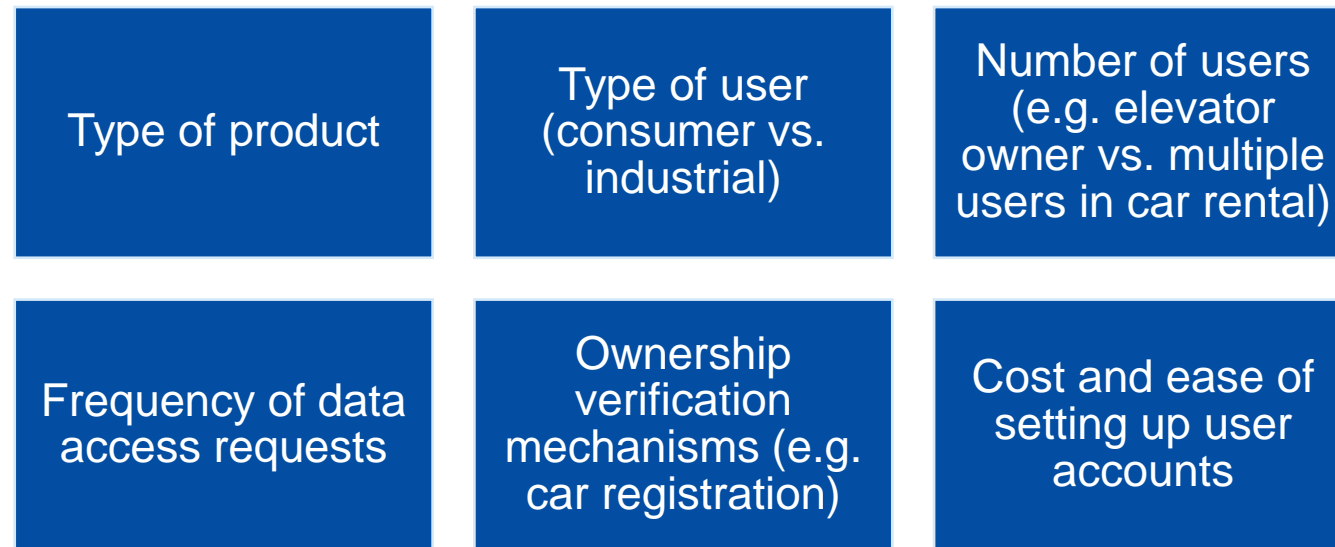 Type of product
Type of user
(consumer vs.
industrial)
Number of users
(e.g. elevator
owner vs. multiple
users in car rental)
Frequency of data
access requests
Ownership
verification
mechanisms (e.g.
car registration)
Cost and ease of
setting up user
accounts